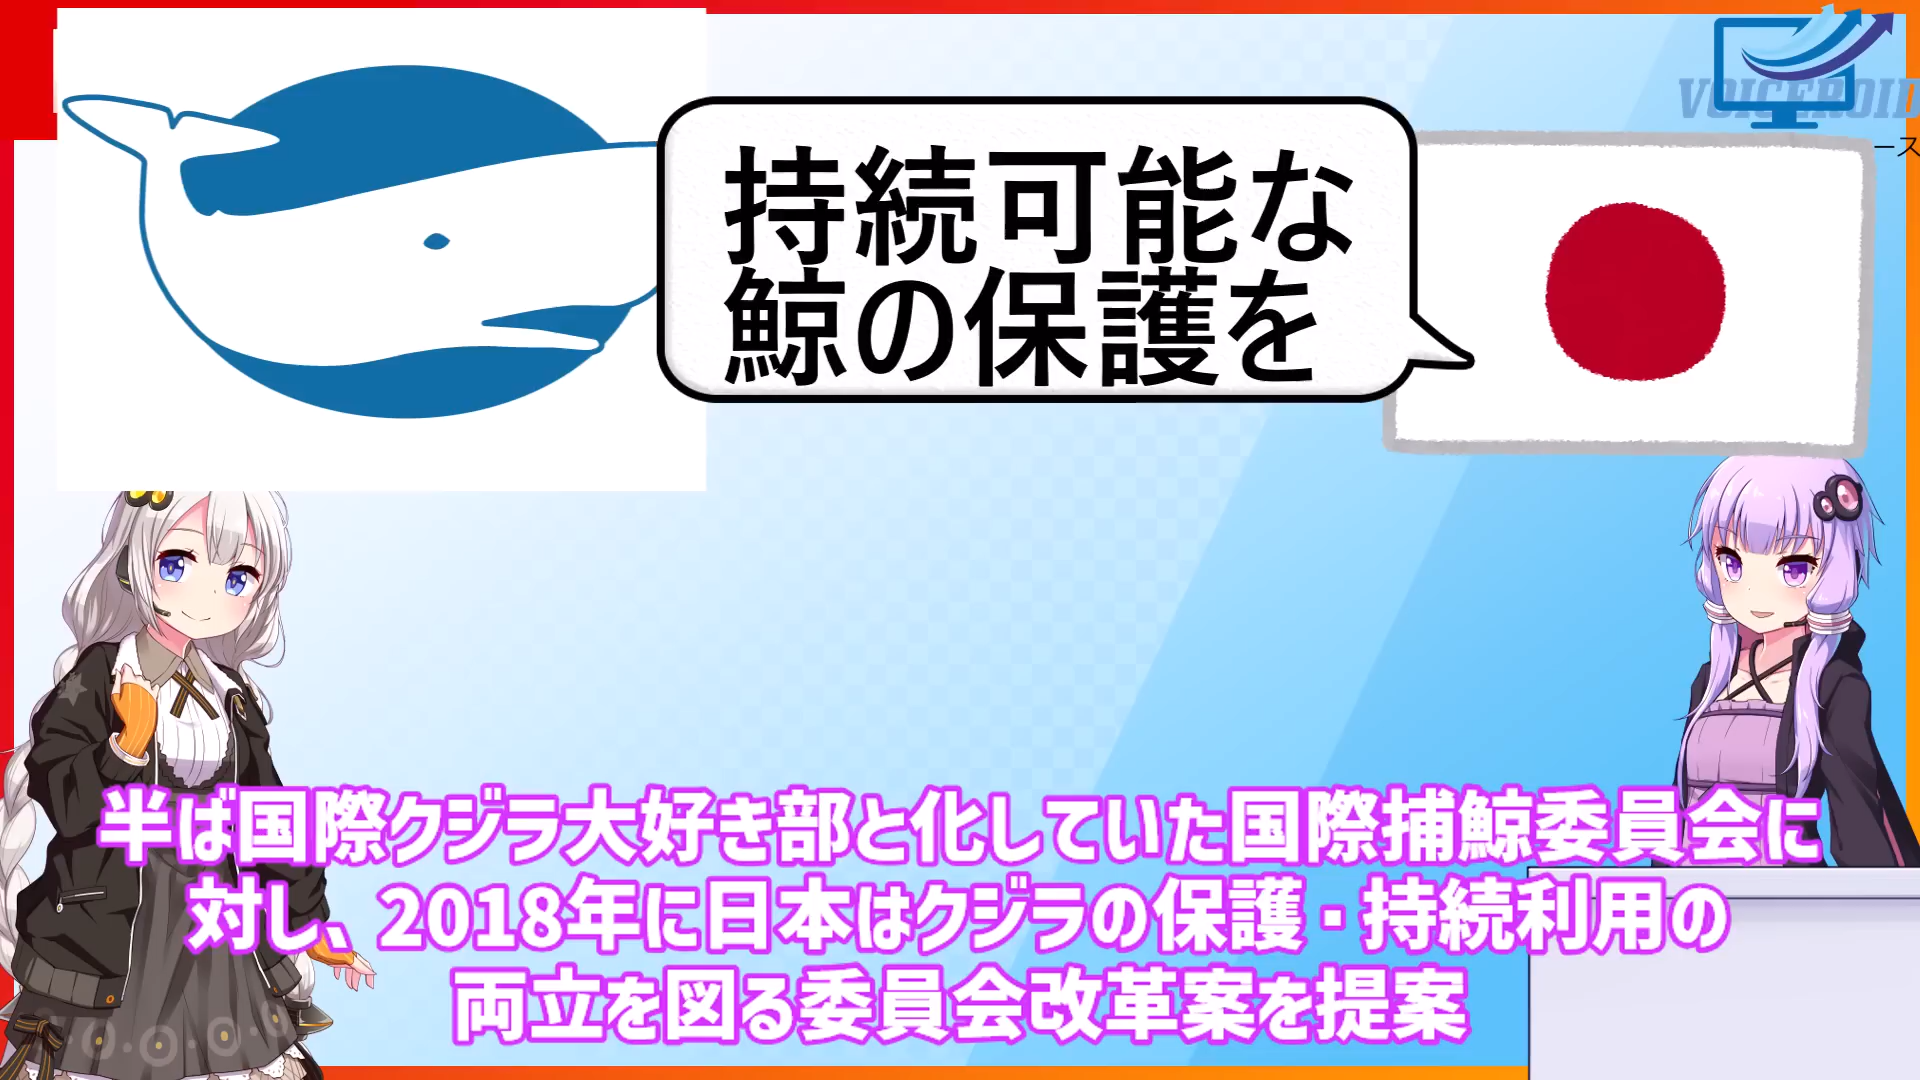 VOICEROID
ース
持続可能な
鯨の保護を
半ば国際クジラ大好き部と化していた国際捕鯨委員会に
対し、2018年に日本はクジラの保護・持続利用の
両立を図る委員会改革案を提案